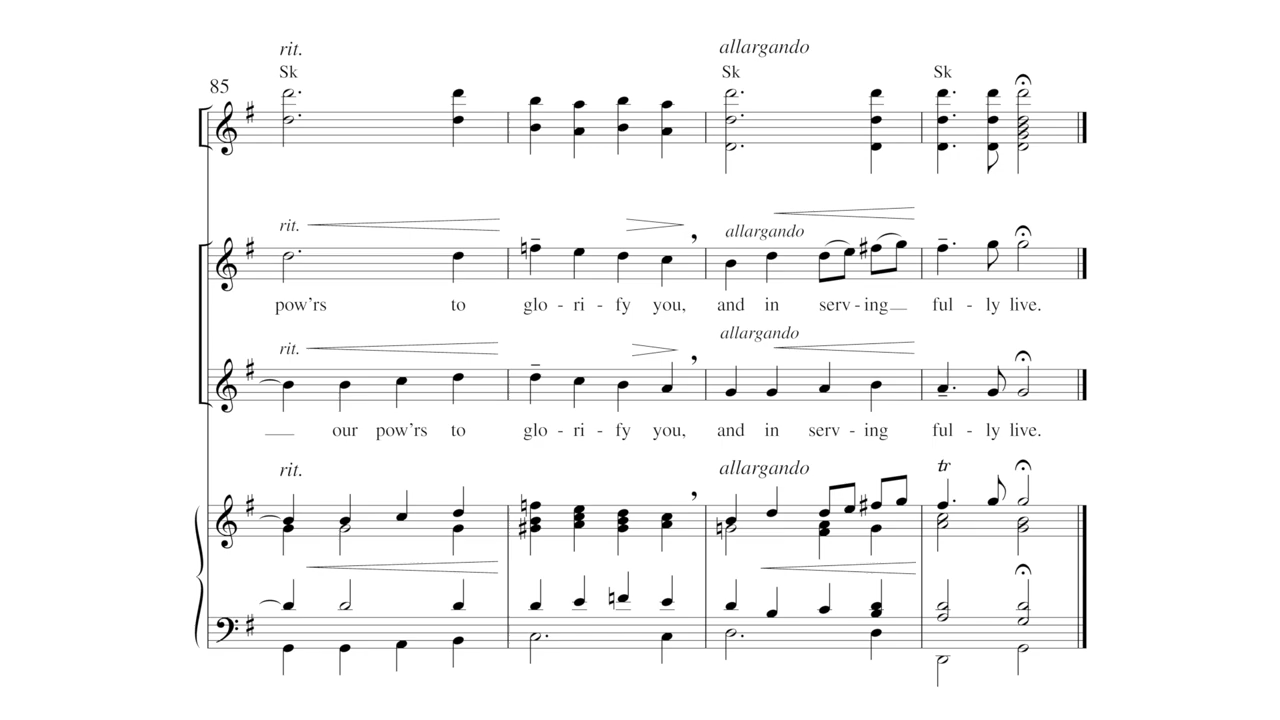 rit. allargando
Sk Sk Sk
85
rit. allargando
pow'rs to glo - ri - fy you, and in serv - ing ful - ly live.
rit. allargando
our pow'rs to glo - ri - fy you, and in serv - ing ful - ly live.
rit. allargando tr